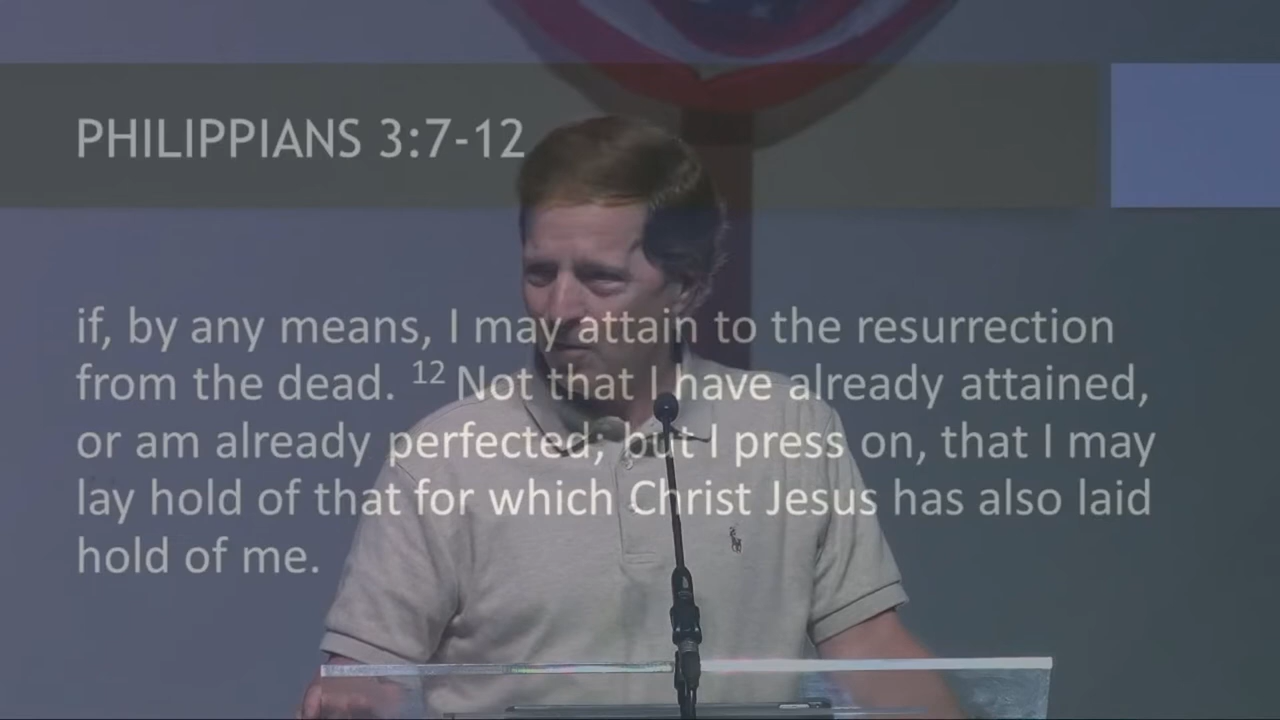 PHILIPPIANS 3:7-12
if, by any means, I may attain to the resurrection
from the dead. 12 Not that I have already attained,
or am already perfected; but I press on, that I may
lay hold of that for which Christ Jesus has also laid
hold of me.